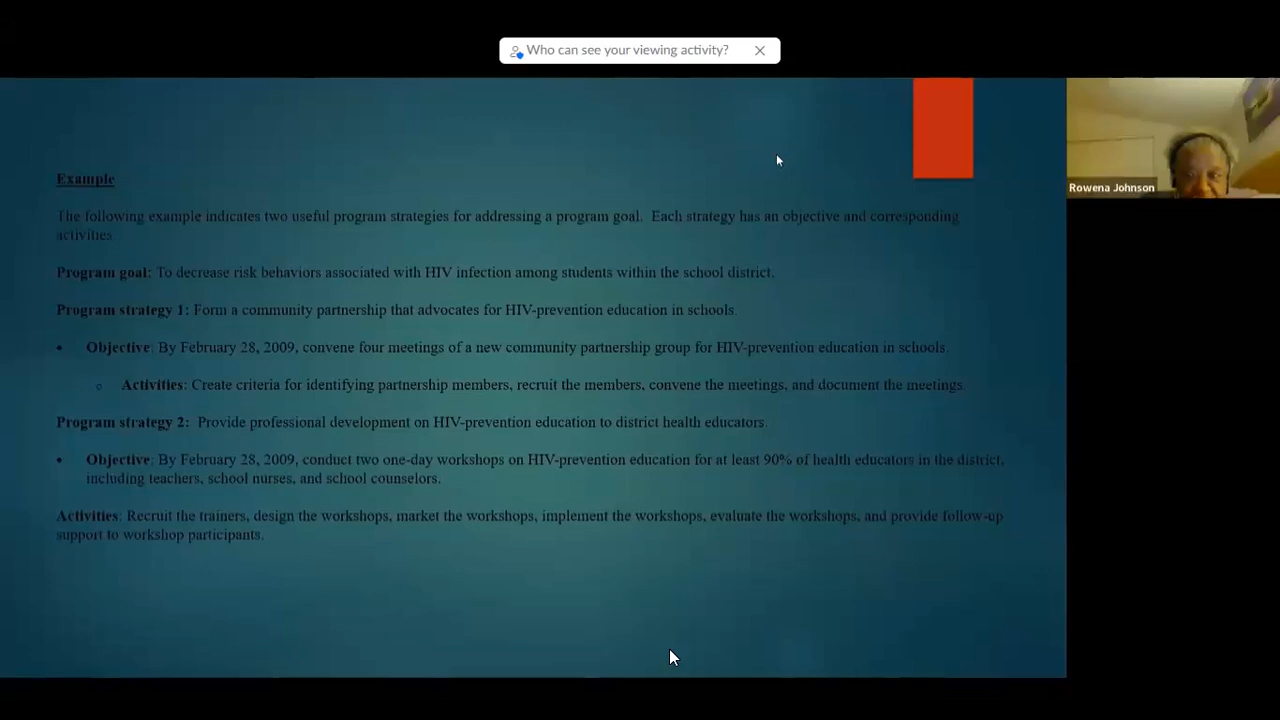 Who can see your viewing activity?
Example
The following example indicates two useful program strategies for addressing a program goal.  Each strategy has an objective and corresponding
activities.
Program goal: To decrease risk behaviors associated with HIV infection among students within the school district.
Program strategy 1: Form a community partnership that advocates for HIV-prevention education in schools.
• Objective: By February 28, 2009, convene four meetings of a new community partnership group for HIV-prevention education in schools.
o Activities: Create criteria for identifying partnership members, recruit the members, convene the meetings, and document the meetings.
Program strategy 2:  Provide professional development on HIV-prevention education to district health educators.
• Objective: By February 28, 2009, conduct two one-day workshops on HIV-prevention education for at least 90% of health educators in the district,
including teachers, school nurses, and school counselors.
Activities: Recruit the trainers, design the workshops, market the workshops, implement the workshops, evaluate the workshops, and provide follow-up
support to workshop participants.
Rowena Johnson